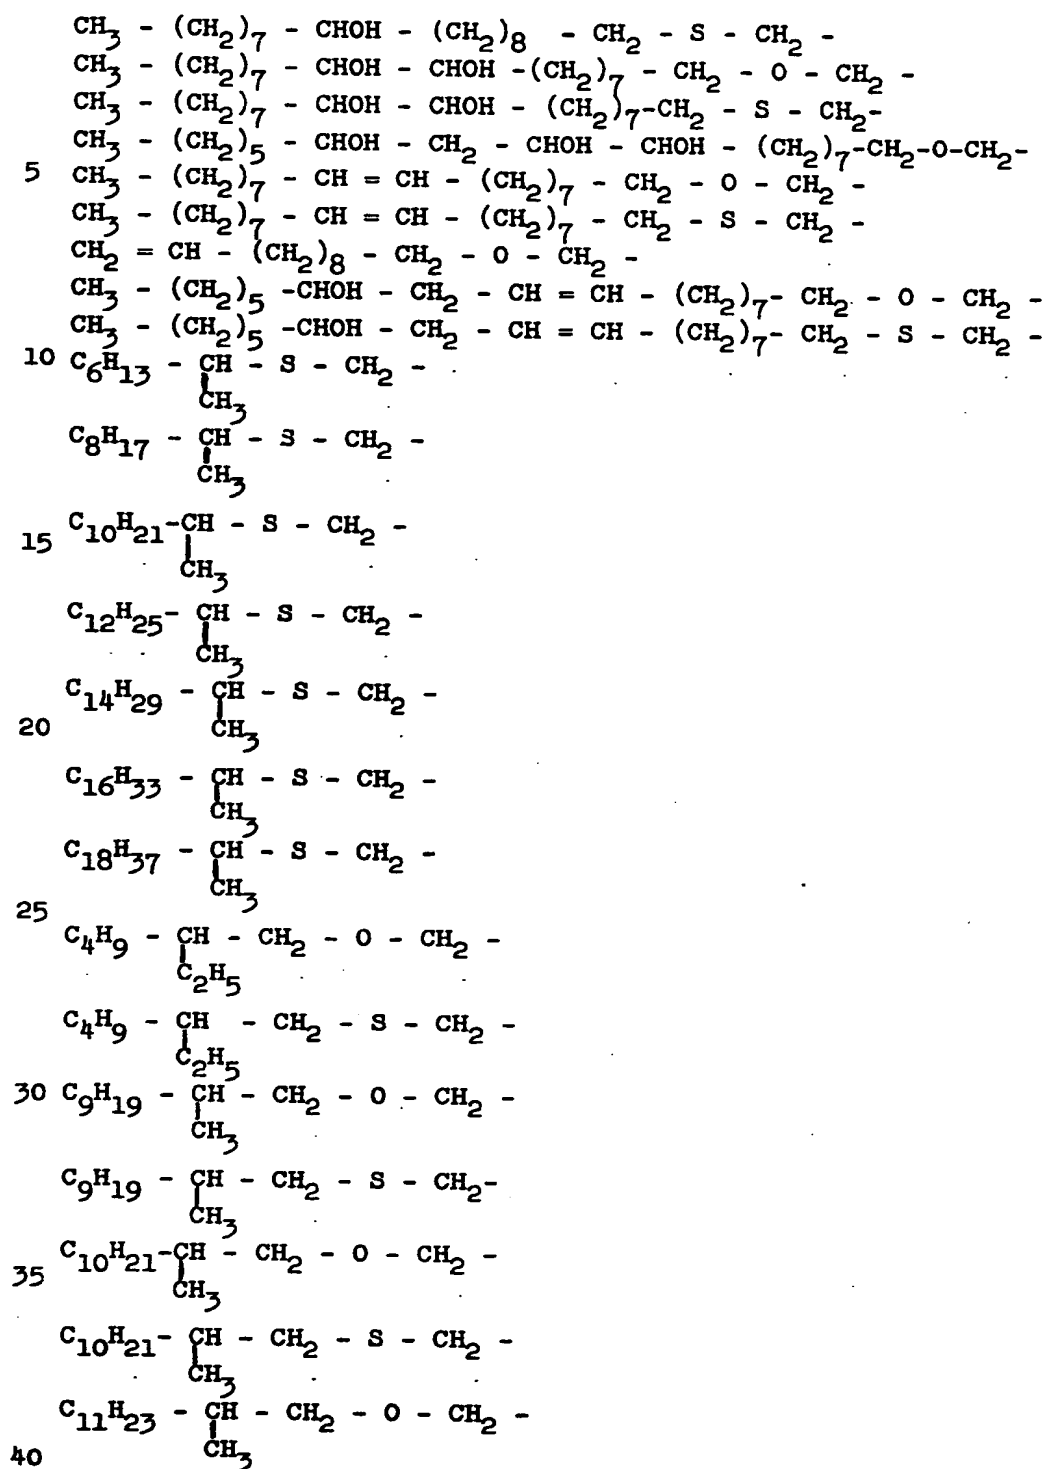 CH3 - (CH2)7 - CHOH - (CH2)8 - CH2 - S - CH2 -
CH3 - (CH2)7 - CHOH - CHOH -(CH2)7 - CH2 - O - CH2 -
CH3 - (CH2)7 - CHOH - CHOH - (CH2)7-CH2 - S - CH2-
CH3 - (CH2)5 - CHOH - CH2 - CHOH - CHOH - (CH2)7-CH2-O-CH2-
5 CH3 - (CH2)7 - CH = CH - (CH2)7 - CH2 - O - CH2 -
CH3 - (CH2)7 - CH = CH - (CH2)7 - CH2 - S - CH2 -
CH2 = CH - (CH2)8 - CH2 - O - CH2 -
CH3 - (CH2)5 -CHOH - CH2 - CH = CH - (CH2)7- CH2 - O - CH2 -
CH3 - (CH2)5 -CHOH - CH2 - CH = CH - (CH2)7- CH2 - S - CH2 -
10 C6H13 - CH - S - CH2 -
CH3
C8H17 - CH - S - CH2 -
CH3
C10H21-CH - S - CH2 -
15
CH3
C12H25- CH - S - CH2 -
CH3
C14H29 - CH - S - CH2 -
20 CH3
C16H33 - CH - S - CH2 -
CH3
C18H37 - CH - S - CH2 -
CH3
25
C4H9 - CH - CH2 - O - CH2 -
C2H5
C4H9 - CH - CH2 - S - CH2 -
C2H5
30 C9H19 - CH - CH2 - O - CH2 -
CH3
C9H19 - CH - CH2 - S - CH2-
CH3
C10H21-CH - CH2 - O - CH2 -
35 CH3
C10H21- CH - CH2 - S - CH2 -
CH3
C11H23 - CH - CH2 - O - CH2 -
40 CH3